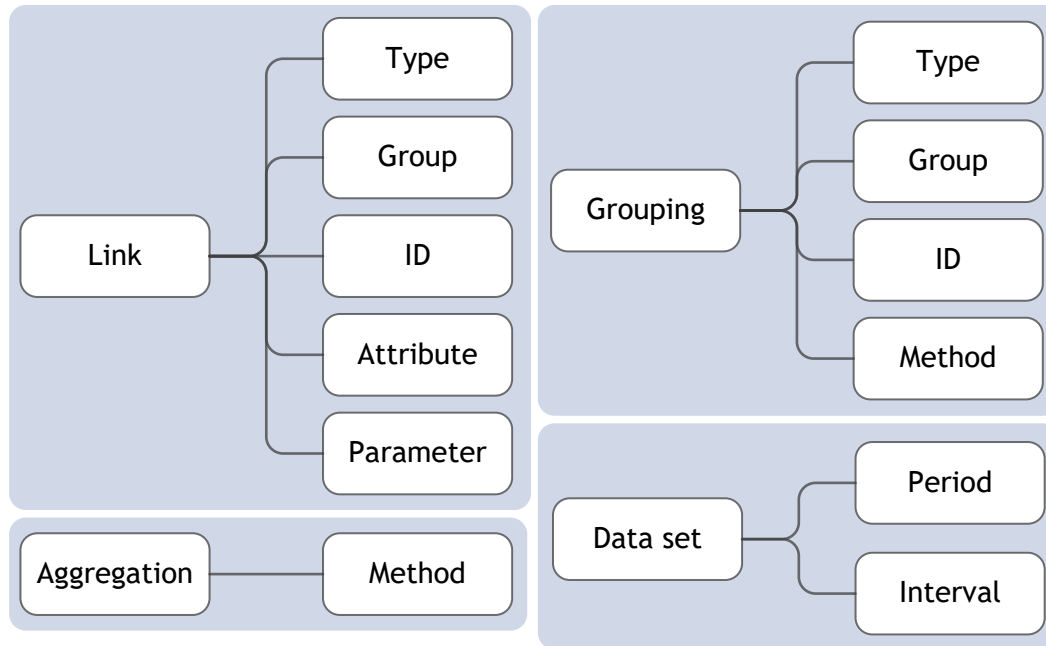 Link
Type
Group
ID
Attribute
Parameter
Grouping
Type
Group
ID
Method
Aggregation
Method
Data set
Period
Interval